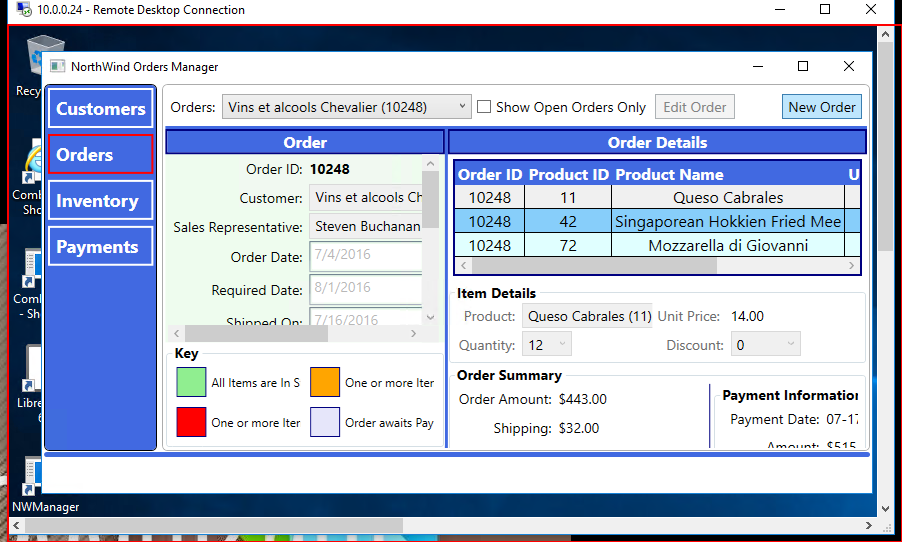 10.0.0.24 - Remote Desktop Connection
Recy
NorthWind Orders Manager
Customers
Orders
Inventory
Payments
Orders: Vins et alcools Chevalier (10248) Show Open Orders Only Edit Order New Order
Order
Order ID: 10248
Customer: Vins et alcools Ch
Sales Representative: Steven Buchanan
Order Date: 7/4/2016
Required Date: 8/1/2016
Shipped On: 7/16/2016
Key
All Items are In S
One or more Iter
One or more Iter
Order awaits Pay
Order Details
Order ID Product ID Product Name U
10248 11 Queso Cabrales
10248 42 Singaporean Hokkien Fried Mee
10248 72 Mozzarella di Giovanni
Item Details
Product: Queso Cabrales (11) Unit Price: 14.00
Quantity: 12 Discount: 0
Order Summary
Order Amount: $443.00
Shipping: $32.00
Payment Information
Payment Date: 07-17
Amount: $515
Comb
Sho
Comb
- Sho
Libre
6
NWManager